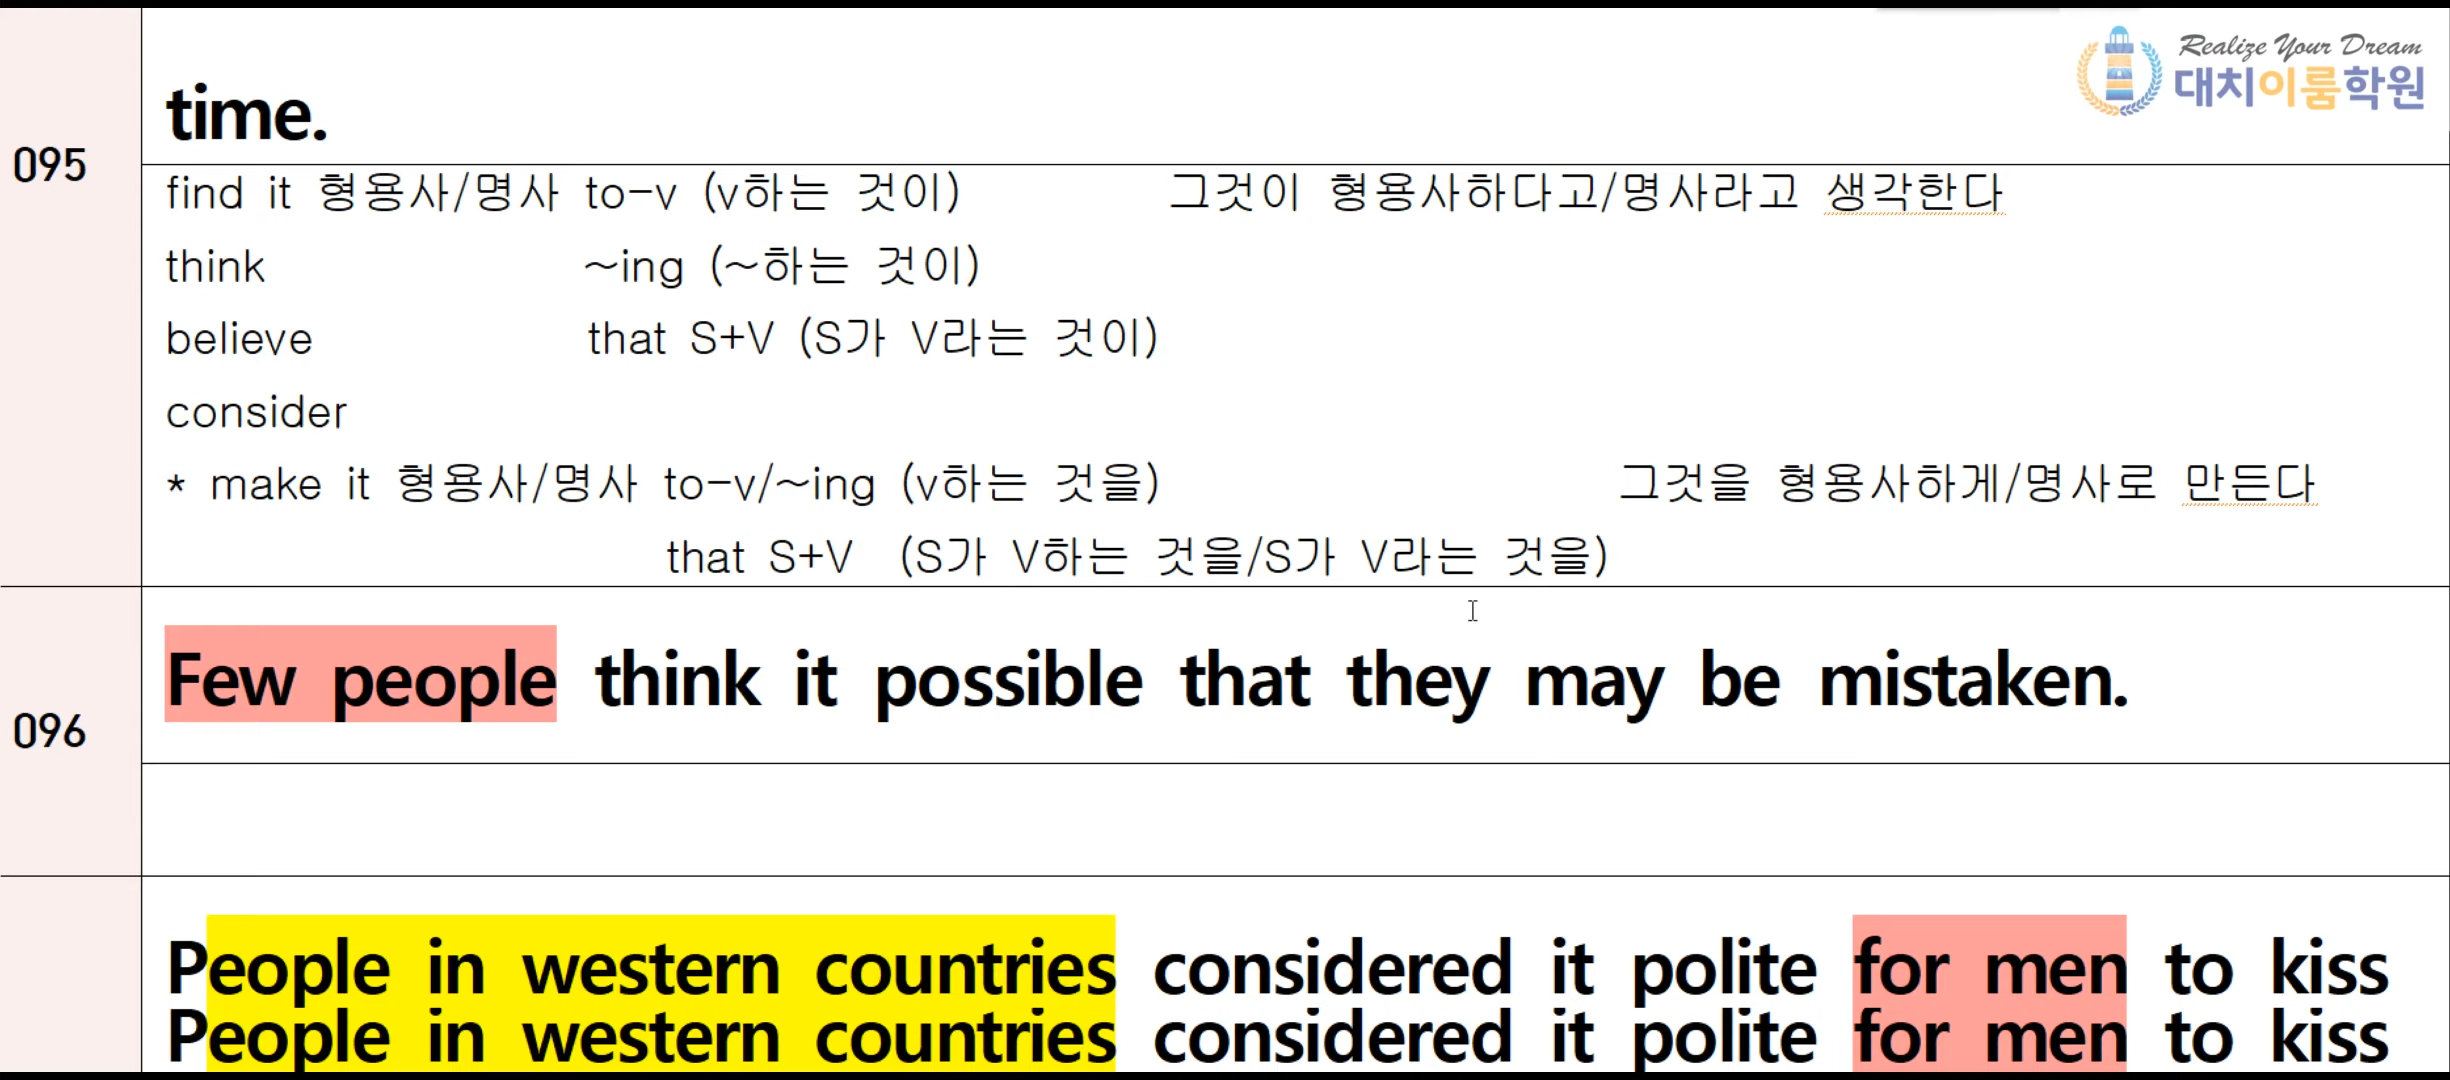 Realize Your Dream
대치이룸학원
time.
095
find it 형용사/명사 to-v (v하는 것이) 그것이 형용사하다고/명사라고 생각한다
think ~ing (~하는 것이)
believe that S+V (S가 V라는 것이)
consider
* make it 형용사/명사 to-v/~ing (v하는 것을) 그것을 형용사하게/명사로 만든다
that S+V (S가 V하는 것을/S가 V라는 것을)
Few people think it possible that they may be mistaken.
096
People in western countries considered it polite for men to kiss
People in western countries considered it polite for men to kiss